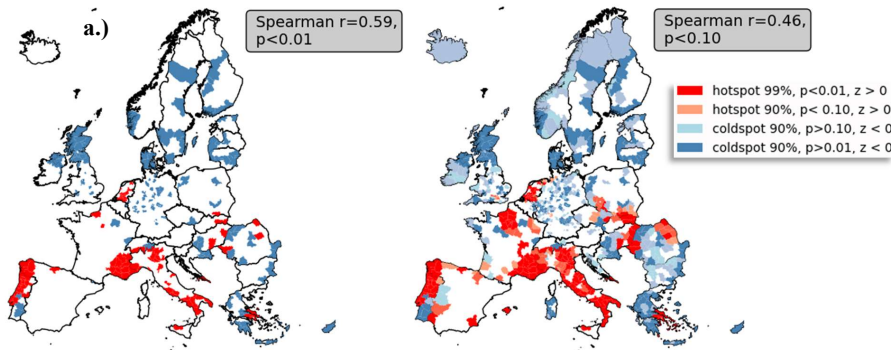 a.)
Spearman r=0.59,
p<0.01
Spearman r=0.46,
p<0.10
hotspot 99%, p<0.01, z > 0
hotspot 90%, p< 0.10, z > 0
coldspot 90%, p>0.10, z < 0
coldspot 90%, p>0.01, z < 0